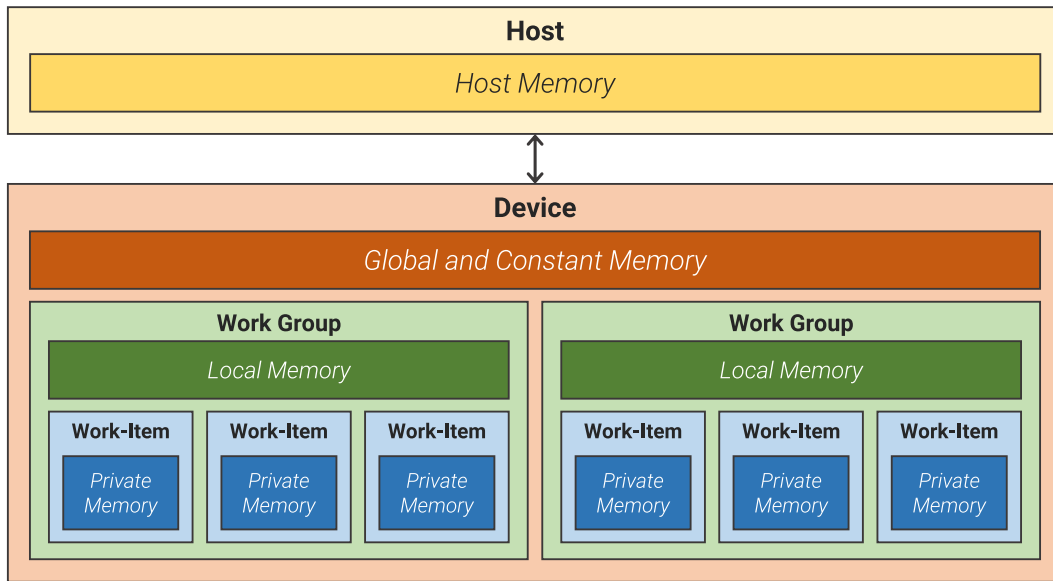 Host
Host Memory
Device
Global and Constant Memory
Work Group
Local Memory
Work-Item
Private
Memory
Work-Item
Private
Memory
Work-Item
Private
Memory
Work Group
Local Memory
Work-Item
Private
Memory
Work-Item
Private
Memory
Work-Item
Private
Memory